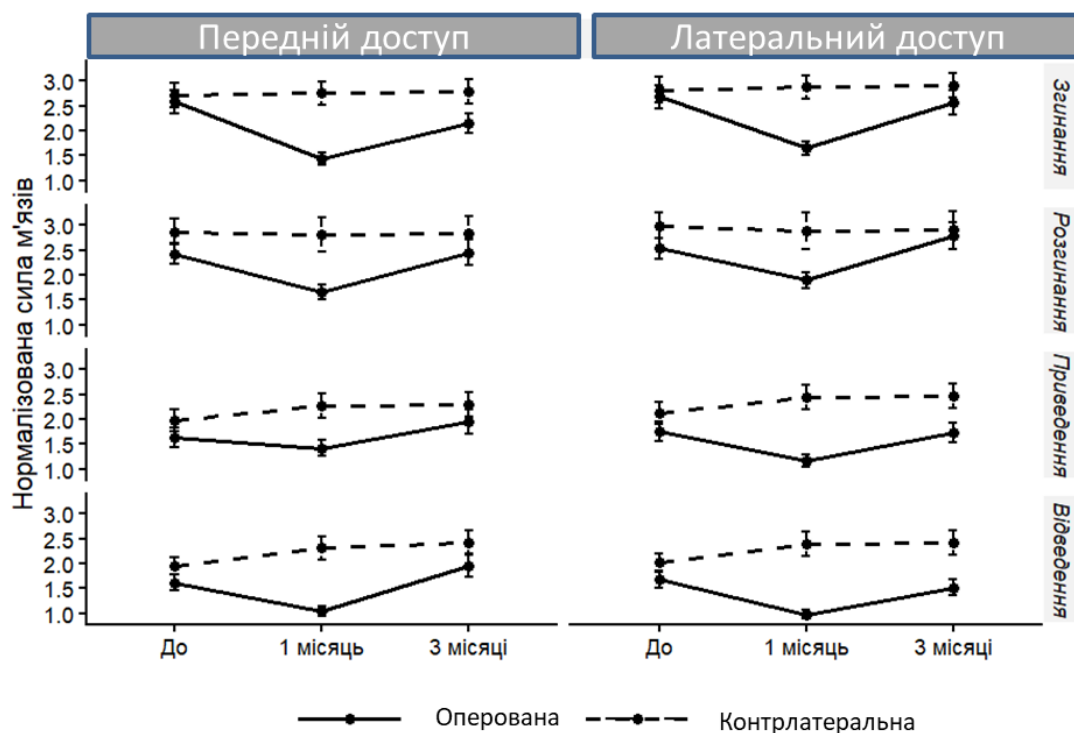 Передній доступ
Латеральний доступ
Нормалізована сила м'язів
3.0
2.5
2.0
1.5
1.0
Згинання
3.0
2.5
2.0
1.5
1.0
Розгинання
3.0
2.5
2.0
1.5
1.0
Приведення
3.0
2.5
2.0
1.5
1.0
Відведення
До
1 місяць
3 місяці
До
1 місяць
3 місяці
Оперована
Контрлатеральна